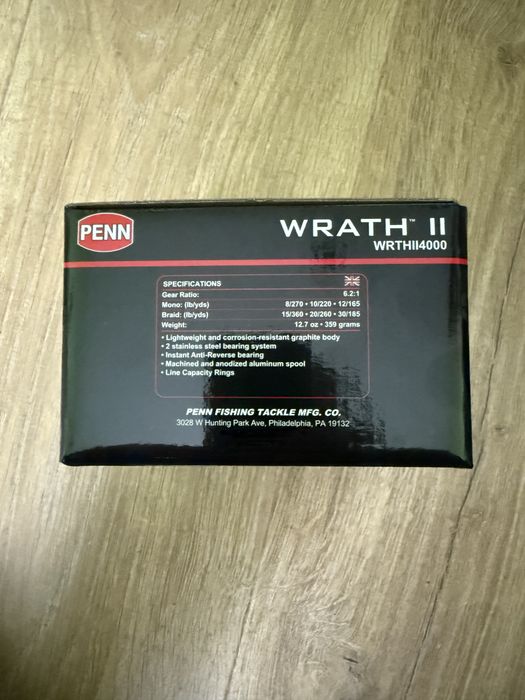 PENN
WRATH™ II
WRTHII4000
SPECIFICATIONS
Gear Ratio: 6.2:1
Mono: (lb/yds) 8/270 • 10/220 • 12/165
Braid: (lb/yds) 15/360 • 20/260 • 30/185
Weight: 12.7 oz • 359 grams
• Lightweight and corrosion-resistant graphite body
• 2 stainless steel bearing system
• Instant Anti-Reverse bearing
• Machined and anodized aluminum spool
• Line Capacity Rings
PENN FISHING TACKLE MFG. CO.
3028 W Hunting Park Ave, Philadelphia, PA 19132